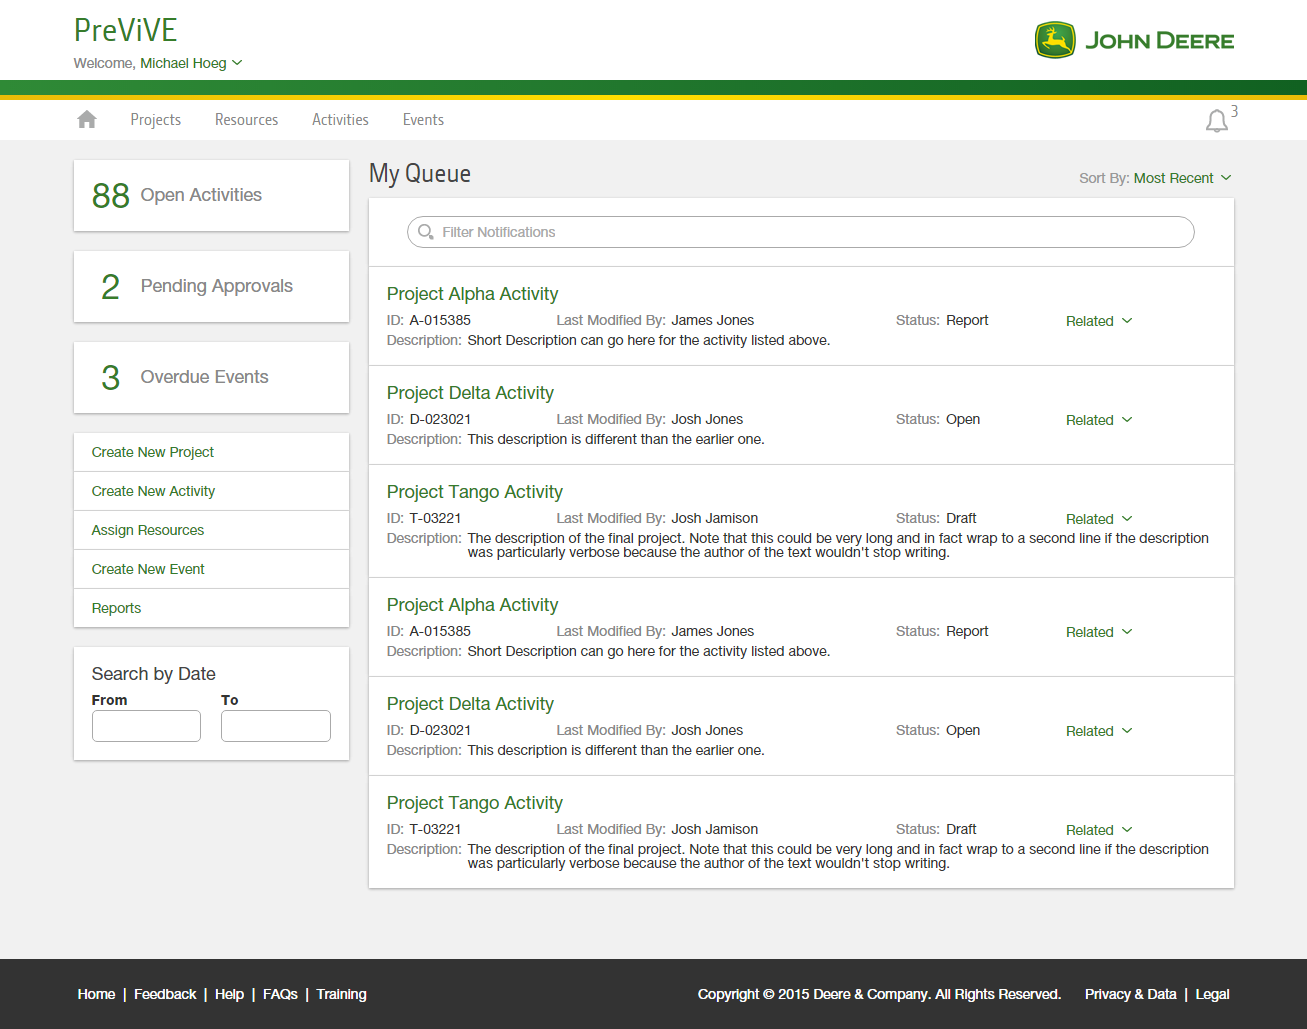 PreViVE
Welcome, Michael Hoeg
JOHN DEERE
Projects Resources Activities Events
3
88 Open Activities
2 Pending Approvals
3 Overdue Events
Create New Project
Create New Activity
Assign Resources
Create New Event
Reports
Search by Date
From To
My Queue
Sort By: Most Recent
Filter Notifications
Project Alpha Activity
ID: A-015385 Last Modified By: James Jones Status: Report Related
Description: Short Description can go here for the activity listed above.
Project Delta Activity
ID: D-023021 Last Modified By: Josh Jones Status: Open Related
Description: This description is different than the earlier one.
Project Tango Activity
ID: T-03221 Last Modified By: Josh Jamison Status: Draft Related
Description: The description of the final project. Note that this could be very long and in fact wrap to a second line if the description
was particularly verbose because the author of the text wouldn't stop writing.
Project Alpha Activity
ID: A-015385 Last Modified By: James Jones Status: Report Related
Description: Short Description can go here for the activity listed above.
Project Delta Activity
ID: D-023021 Last Modified By: Josh Jones Status: Open Related
Description: This description is different than the earlier one.
Project Tango Activity
ID: T-03221 Last Modified By: Josh Jamison Status: Draft Related
Description: The description of the final project. Note that this could be very long and in fact wrap to a second line if the description
was particularly verbose because the author of the text wouldn't stop writing.
Home | Feedback | Help | FAQs | Training
Copyright © 2015 Deere & Company. All Rights Reserved. Privacy & Data | Legal